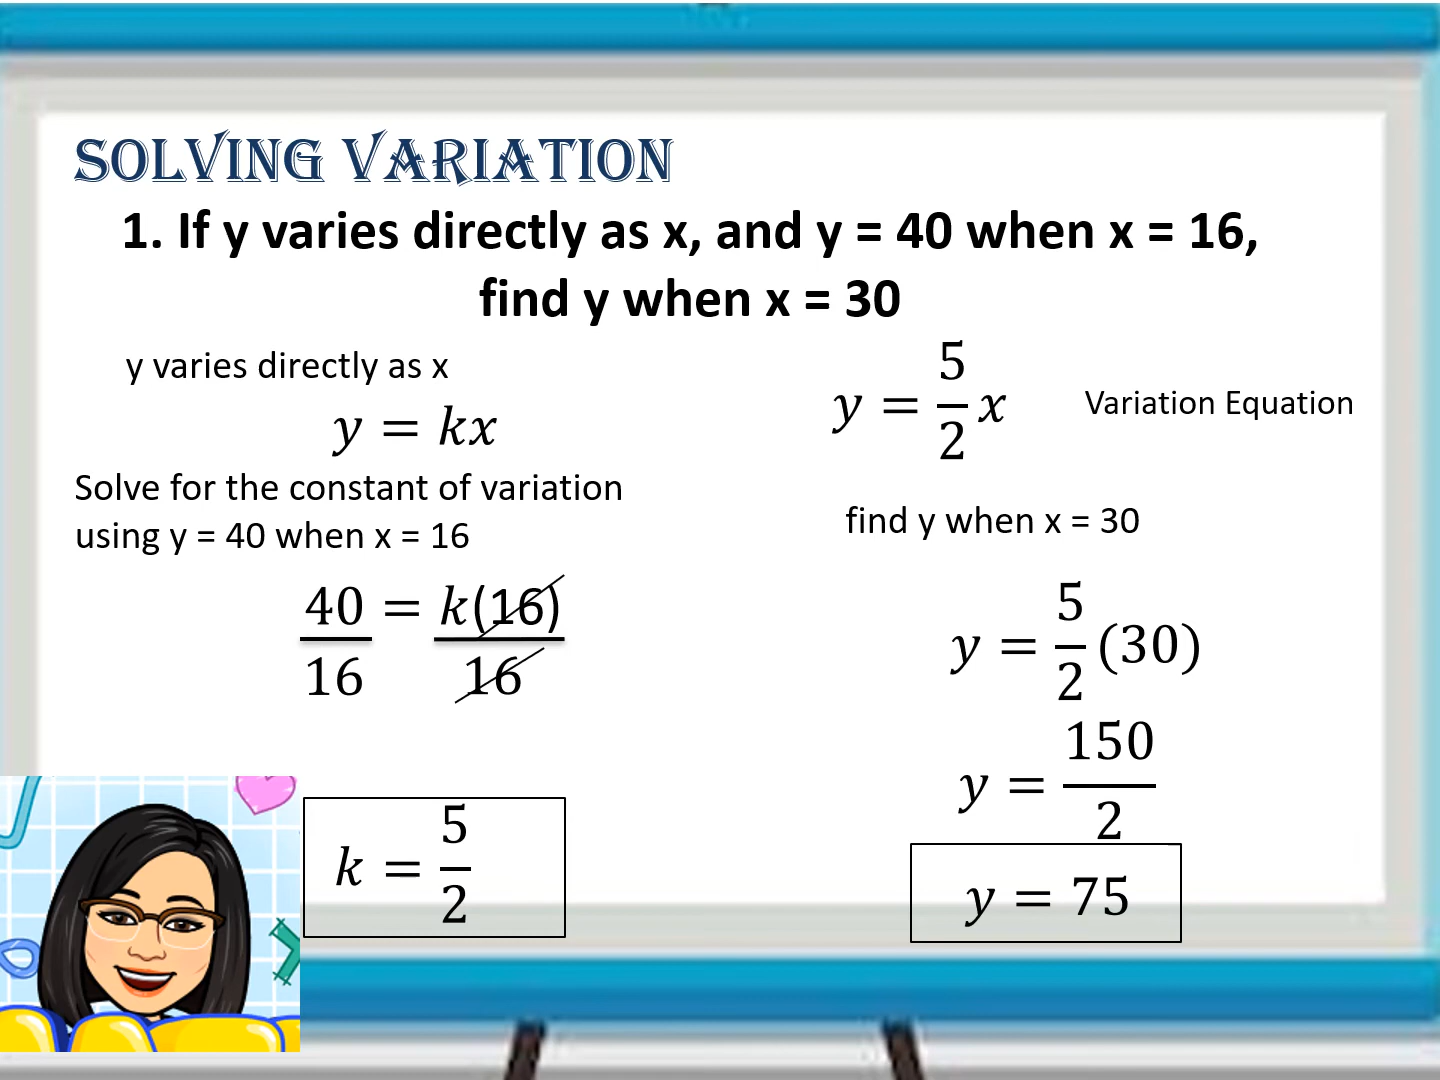 SOLVING VARIATION
1. If y varies directly as x, and y = 40 when x = 16,
find y when x = 30
y varies directly as x
y = kx
Solve for the constant of variation
using y = 40 when x = 16
40/16 = k(16)/16
k = 5/2
y = 5/2 x
Variation Equation
find y when x = 30
y = 5/2 (30)
y = 150/2
y = 75